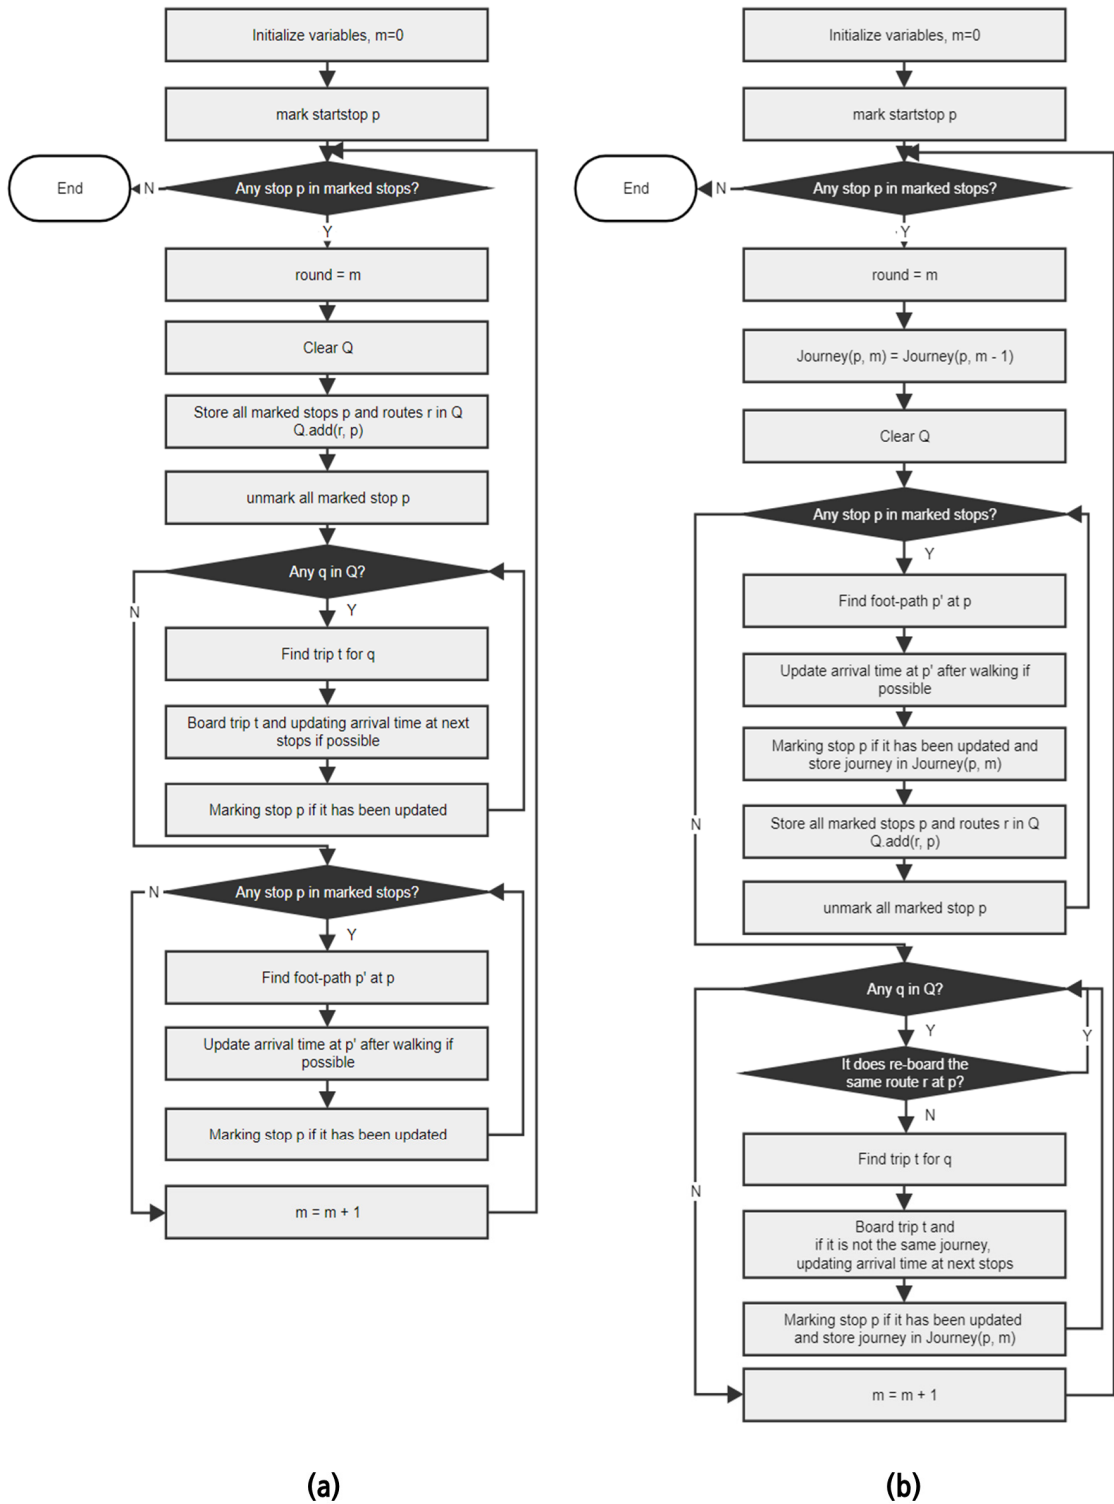 Initialize variables, m=0
mark startstop p
Any stop p in marked stops?
N
End
Y
round = m
Clear Q
Store all marked stops p and routes r in Q
Q.add(r, p)
unmark all marked stop p
Any q in Q?
N
Y
Find trip t for q
Board trip t and updating arrival time at next
stops if possible
Marking stop p if it has been updated
Any stop p in marked stops?
N
Y
Find foot-path p' at p
Update arrival time at p' after walking if
possible
Marking stop p if it has been updated
m = m + 1
(a)
Initialize variables, m=0
mark startstop p
Any stop p in marked stops?
N
End
Y
round = m
Journey(p, m) = Journey(p, m - 1)
Clear Q
Any stop p in marked stops?
Y
Find foot-path p' at p
Update arrival time at p' after walking if
possible
Marking stop p if it has been updated and
store journey in Journey(p, m)
N
Store all marked stops p and routes r in Q
Q.add(r, p)
unmark all marked stop p
Any q in Q?
Y
Y
It does re-board the
same route r at p?
N
Find trip t for q
N
Board trip t and
if it is not the same journey,
updating arrival time at next stops
Marking stop p if it has been updated
and store journey in Journey(p, m)
m = m + 1
(b)